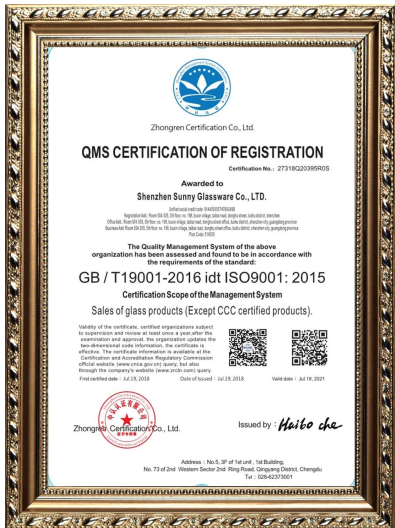 Zhongren Certification Co., Ltd.
QMS CERTIFICATION OF REGISTRATION
Certification No.: 27318Q20395R0S
Awarded to
Shenzhen Sunny Glassware Co., LTD.
The Quality Management System of the above
organization has been assessed and found to be in accordance with
the requirements of the standard:
GB / T19001-2016 idt ISO9001: 2015
Certification Scope of the Management System
Sales of glass products (Except CCC certified products).
Validity of the certificate, certified organizations subject
to supervision and review at least once a year, after the
examination and approval, the organization updates the
two-dimensional code information, the certificate is
effective. The certificate information is available at the
Certification and Accreditation Regulatory Commission
official website (www.cnca.gov.cn) query, but also
through the company's website (www.zrcdn.com) query.
First certified date : Jul.19, 2018 Date of Issued : Jul.19, 2018 Valid date : Jul.18, 2021
Zhongren Certification Co., Ltd.
Issued by : Haibo che
Address : No.5, 3F of 1st unit , 1st Building,
No. 73 of 2nd Western Sector 2nd Ring Road, Qingyang District, Chengdu
Tel : 028-62373001